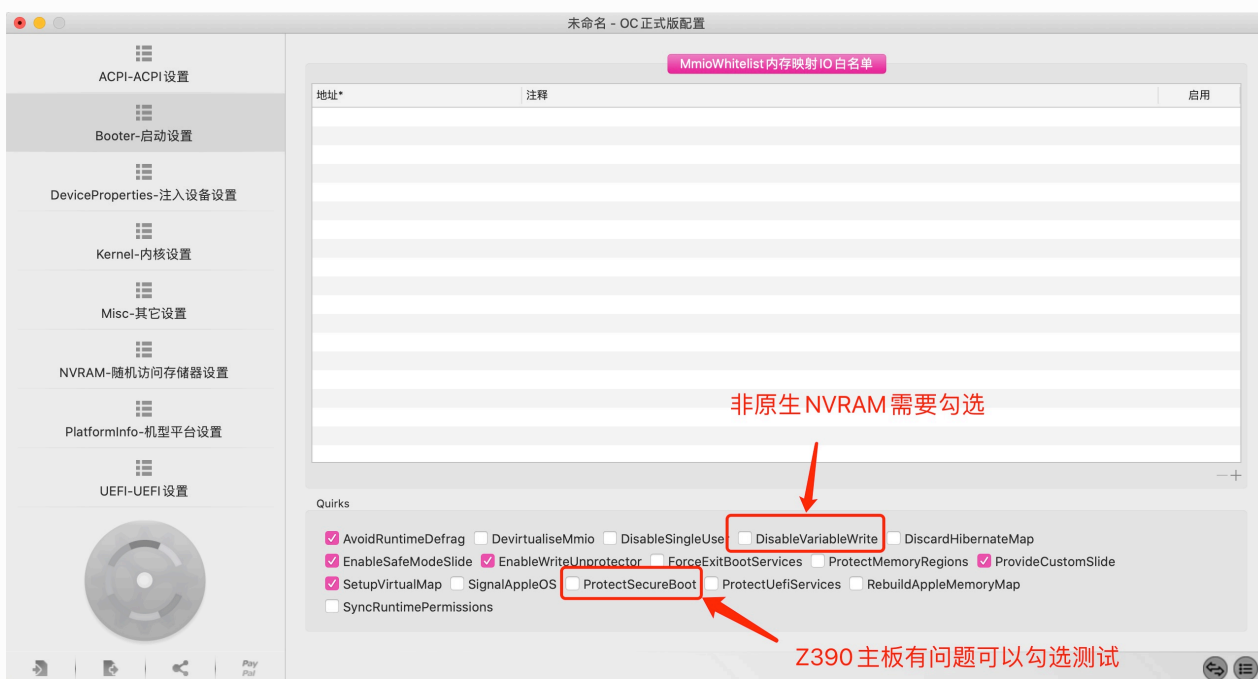 未命名 - OC正式版配置
ACPI-ACPI设置
Booter-启动设置
DeviceProperties-注入设备设置
Kernel-内核设置
Misc-其它设置
NVRAM-随机访问存储器设置
PlatformInfo-机型平台设置
UEFI-UEFI设置
Pay
Pal
MmioWhitelist内存映射IO白名单
地址* 注释 启用
非原生NVRAM需要勾选
Quirks
AvoidRuntimeDefrag DevirtualiseMmio DisableSingleUser DisableVariableWrite DiscardHibernateMap
EnableSafeModeSlide EnableWriteUnprotector ForceExitBootServices ProtectMemoryRegions ProvideCustomSlide
SetupVirtualMap SignalAppleOS ProtectSecureBoot ProtectUefiServices RebuildAppleMemoryMap
SyncRuntimePermissions
Z390主板有问题可以勾选测试